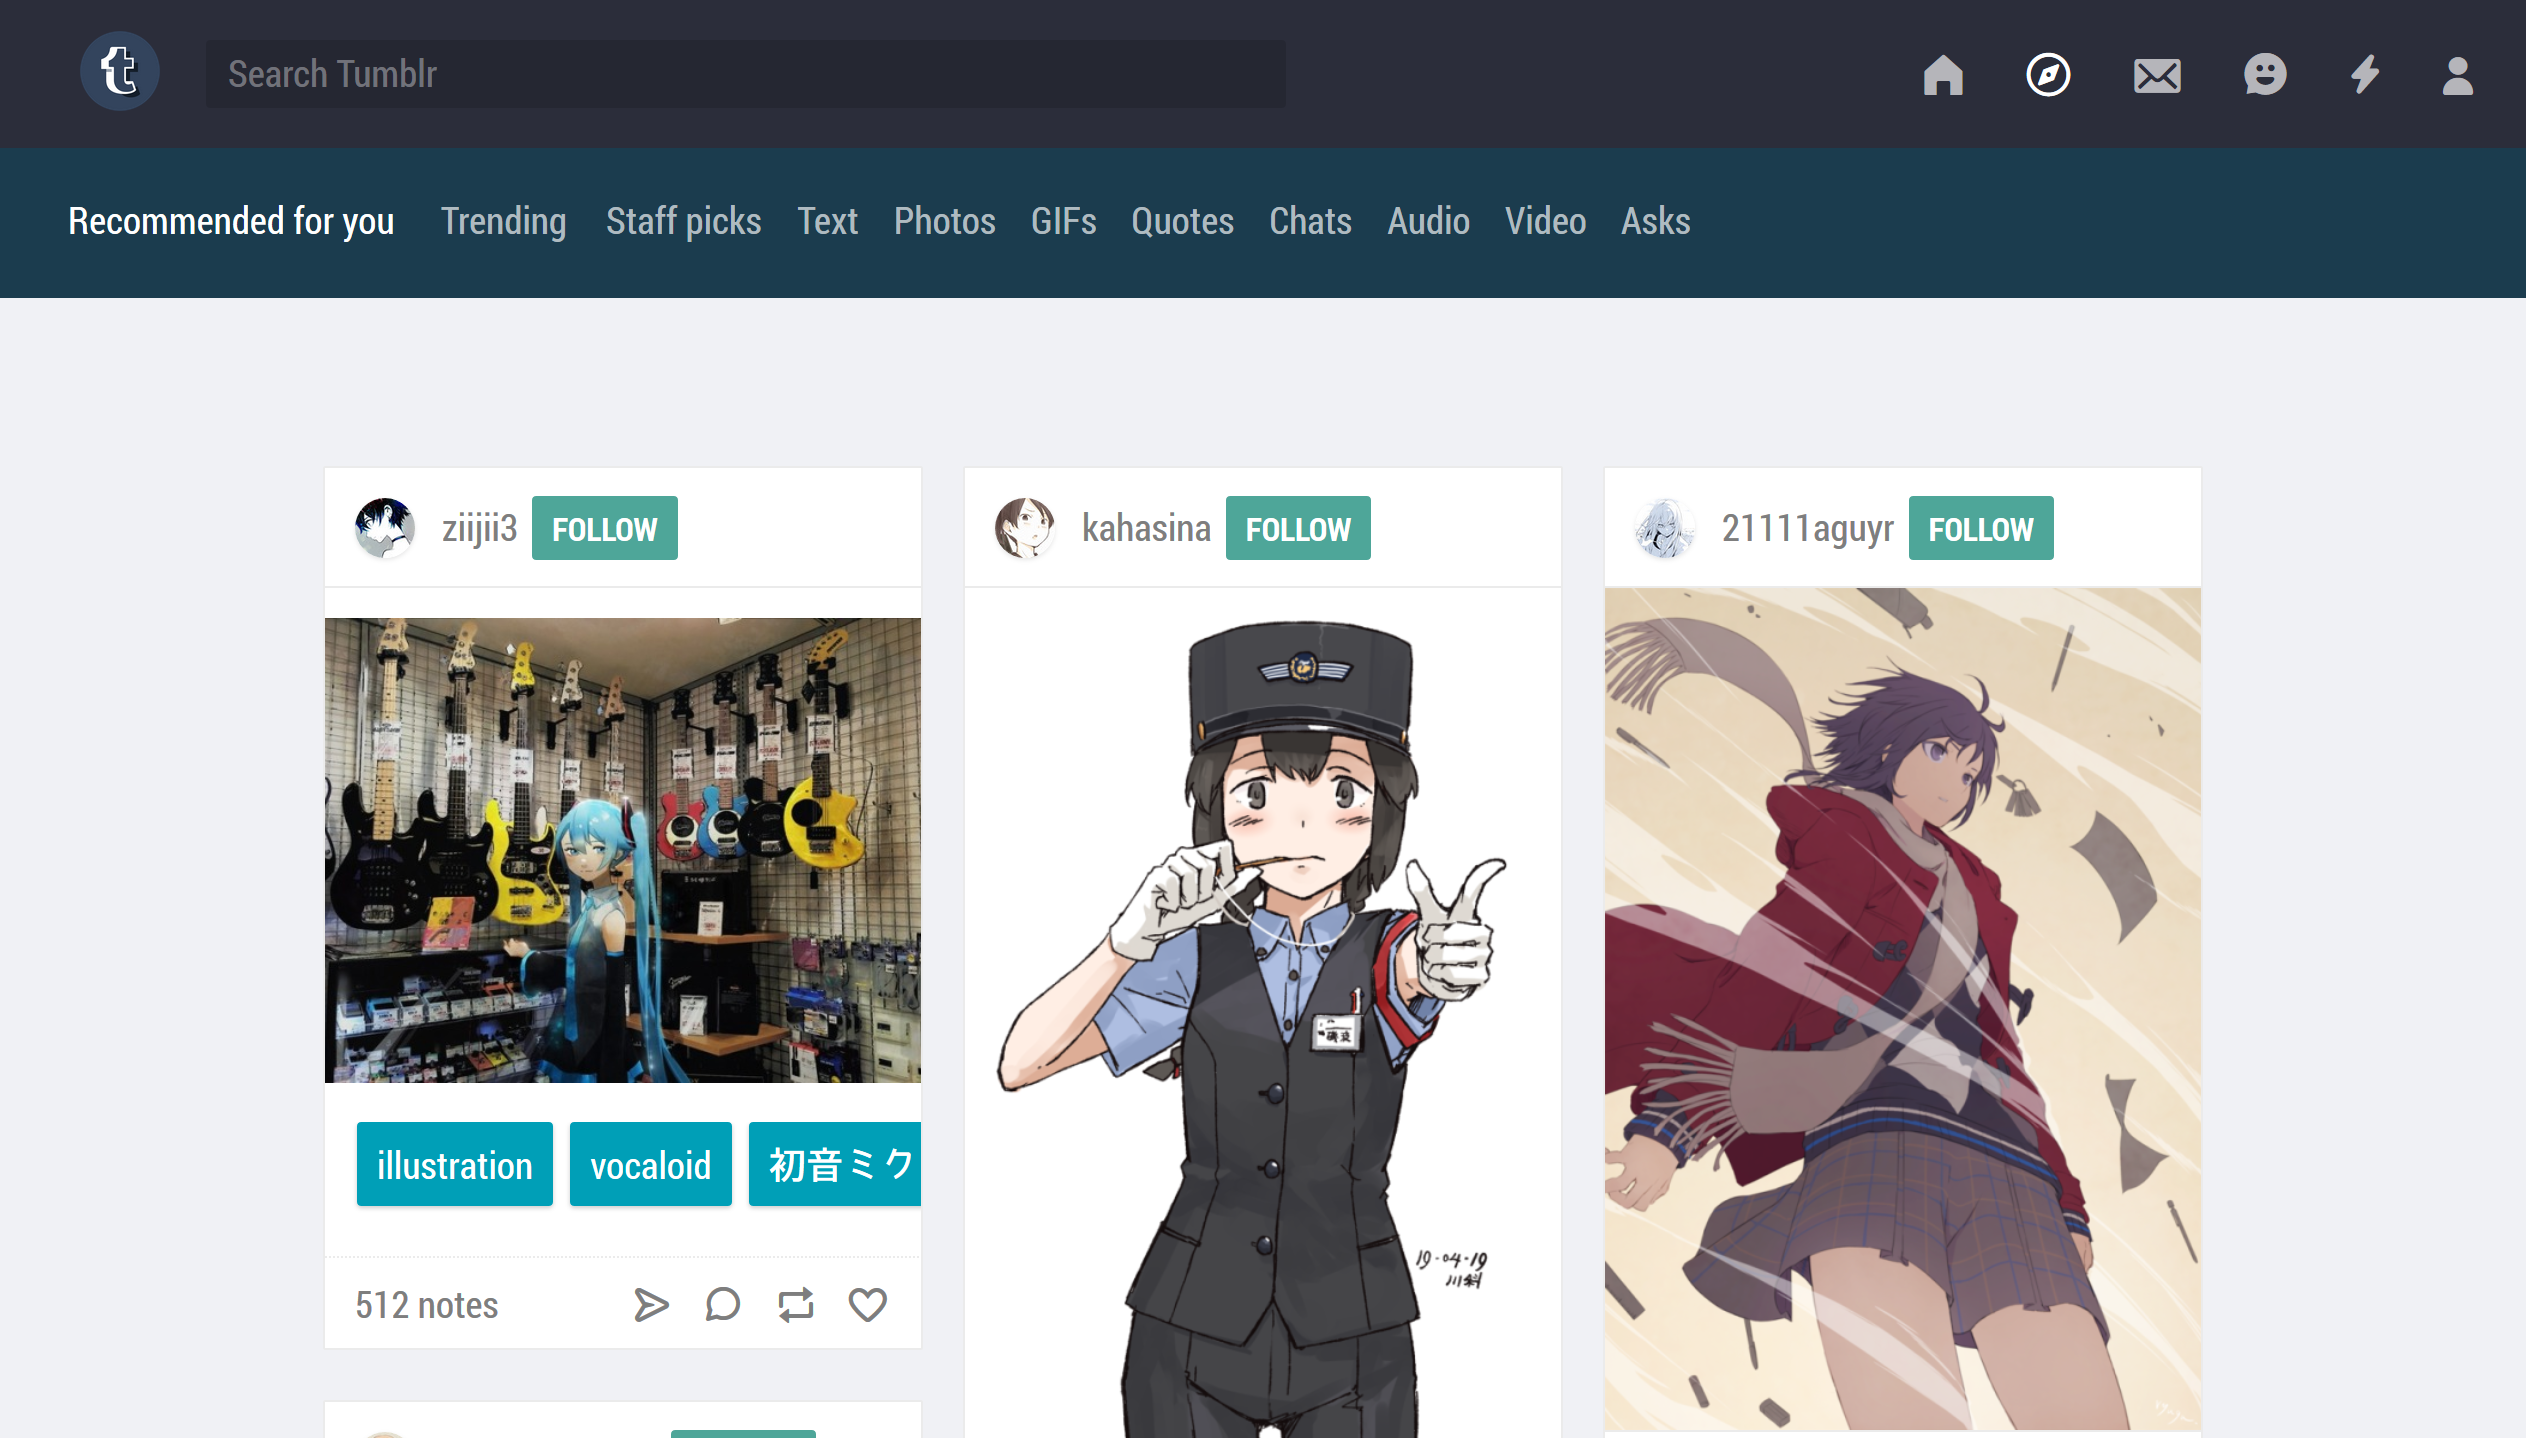 t
Search Tumblr
Recommended for you Trending Staff picks Text Photos GIFs Quotes Chats Audio Video Asks
ziijii3 FOLLOW
kahasina FOLLOW
21111aguyr FOLLOW
illustration vocaloid 初音ミク
512 notes
19-04-19